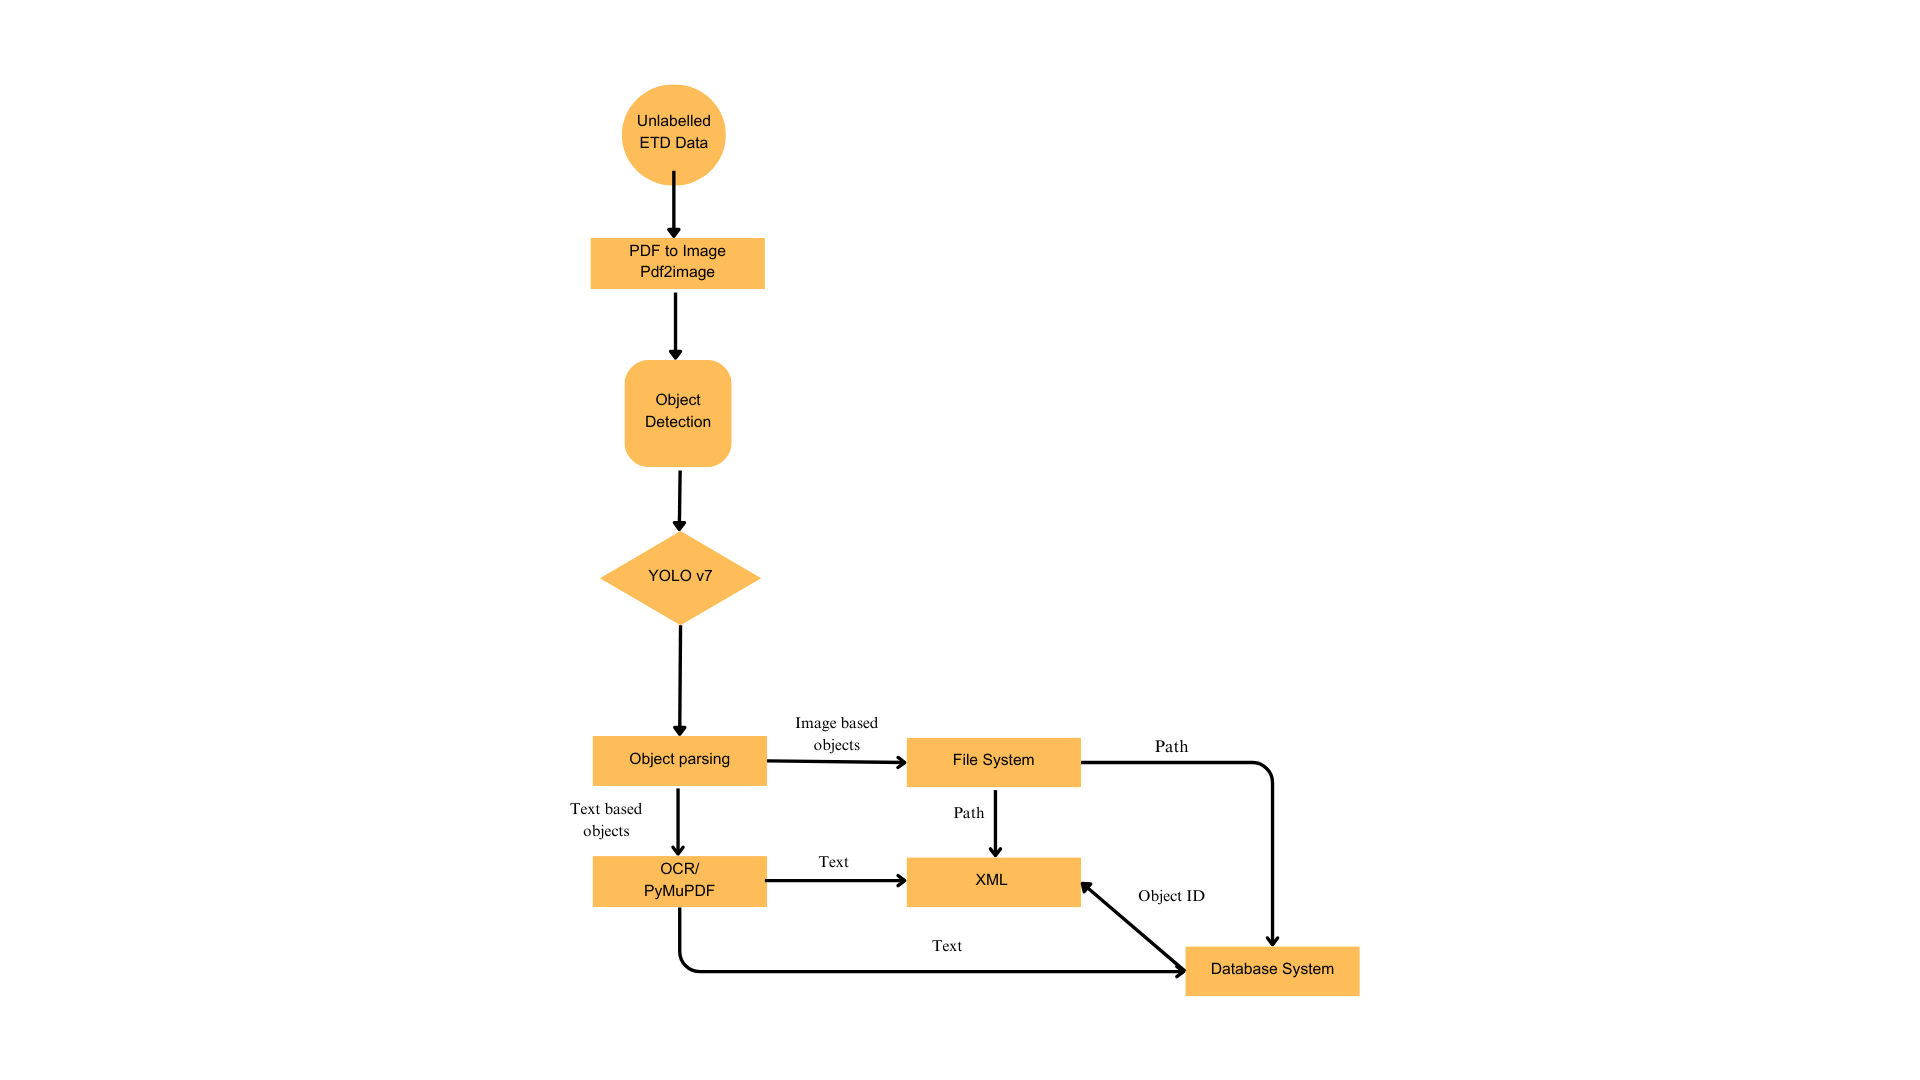 Unlabelled
ETD Data
PDF to Image
Pdf2image
Object
Detection
YOLO v7
Image based
objects
Path
Object parsing
File System
Text based
objects
Path
Text
OCR/
PyMuPDF
XML
Object ID
Text
Database System